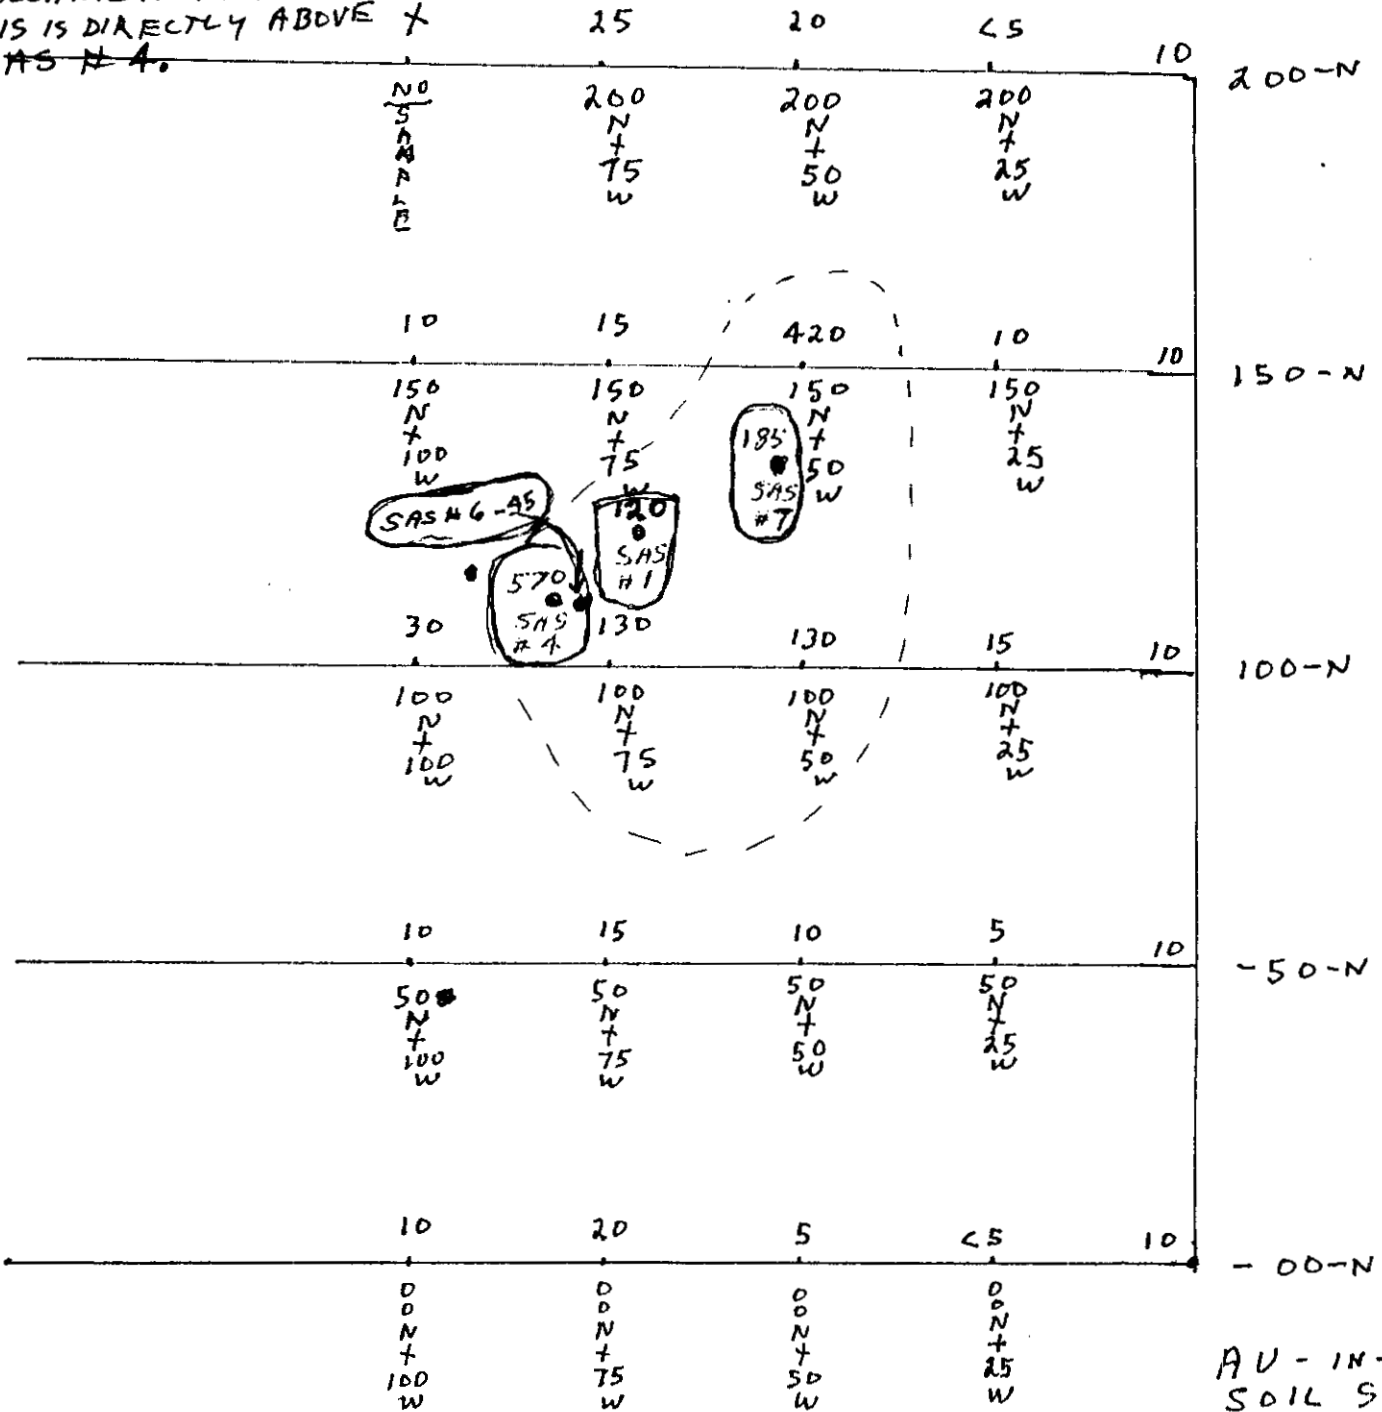 IS IS DIRECTLY ABOVE
AS # 4.
X 25 20 <5 10
200-N
NO SAMPLE
200 N + 75 W
200 N + 50 W
200 N + 25 W
10 15 420 10 10
150-N
150 N + 100 W
150 N + 75 W
150 N + 50 W
150 N + 25 W
185
SAS
#7
SAS #6-45
120
SAS
#1
570
SAS
#4
30 130 130 15 10
100-N
100 N + 100 W
100 N + 75 W
100 N + 50 W
100 N + 25 W
10 15 10 5 10
-50-N
50 N + 100 W
50 N + 75 W
50 N + 50 W
50 N + 25 W
10 20 5 <5 10
-00-N
00 N + 100 W
00 N + 75 W
00 N + 50 W
00 N + 25 W
AU-IN-
SOIL S